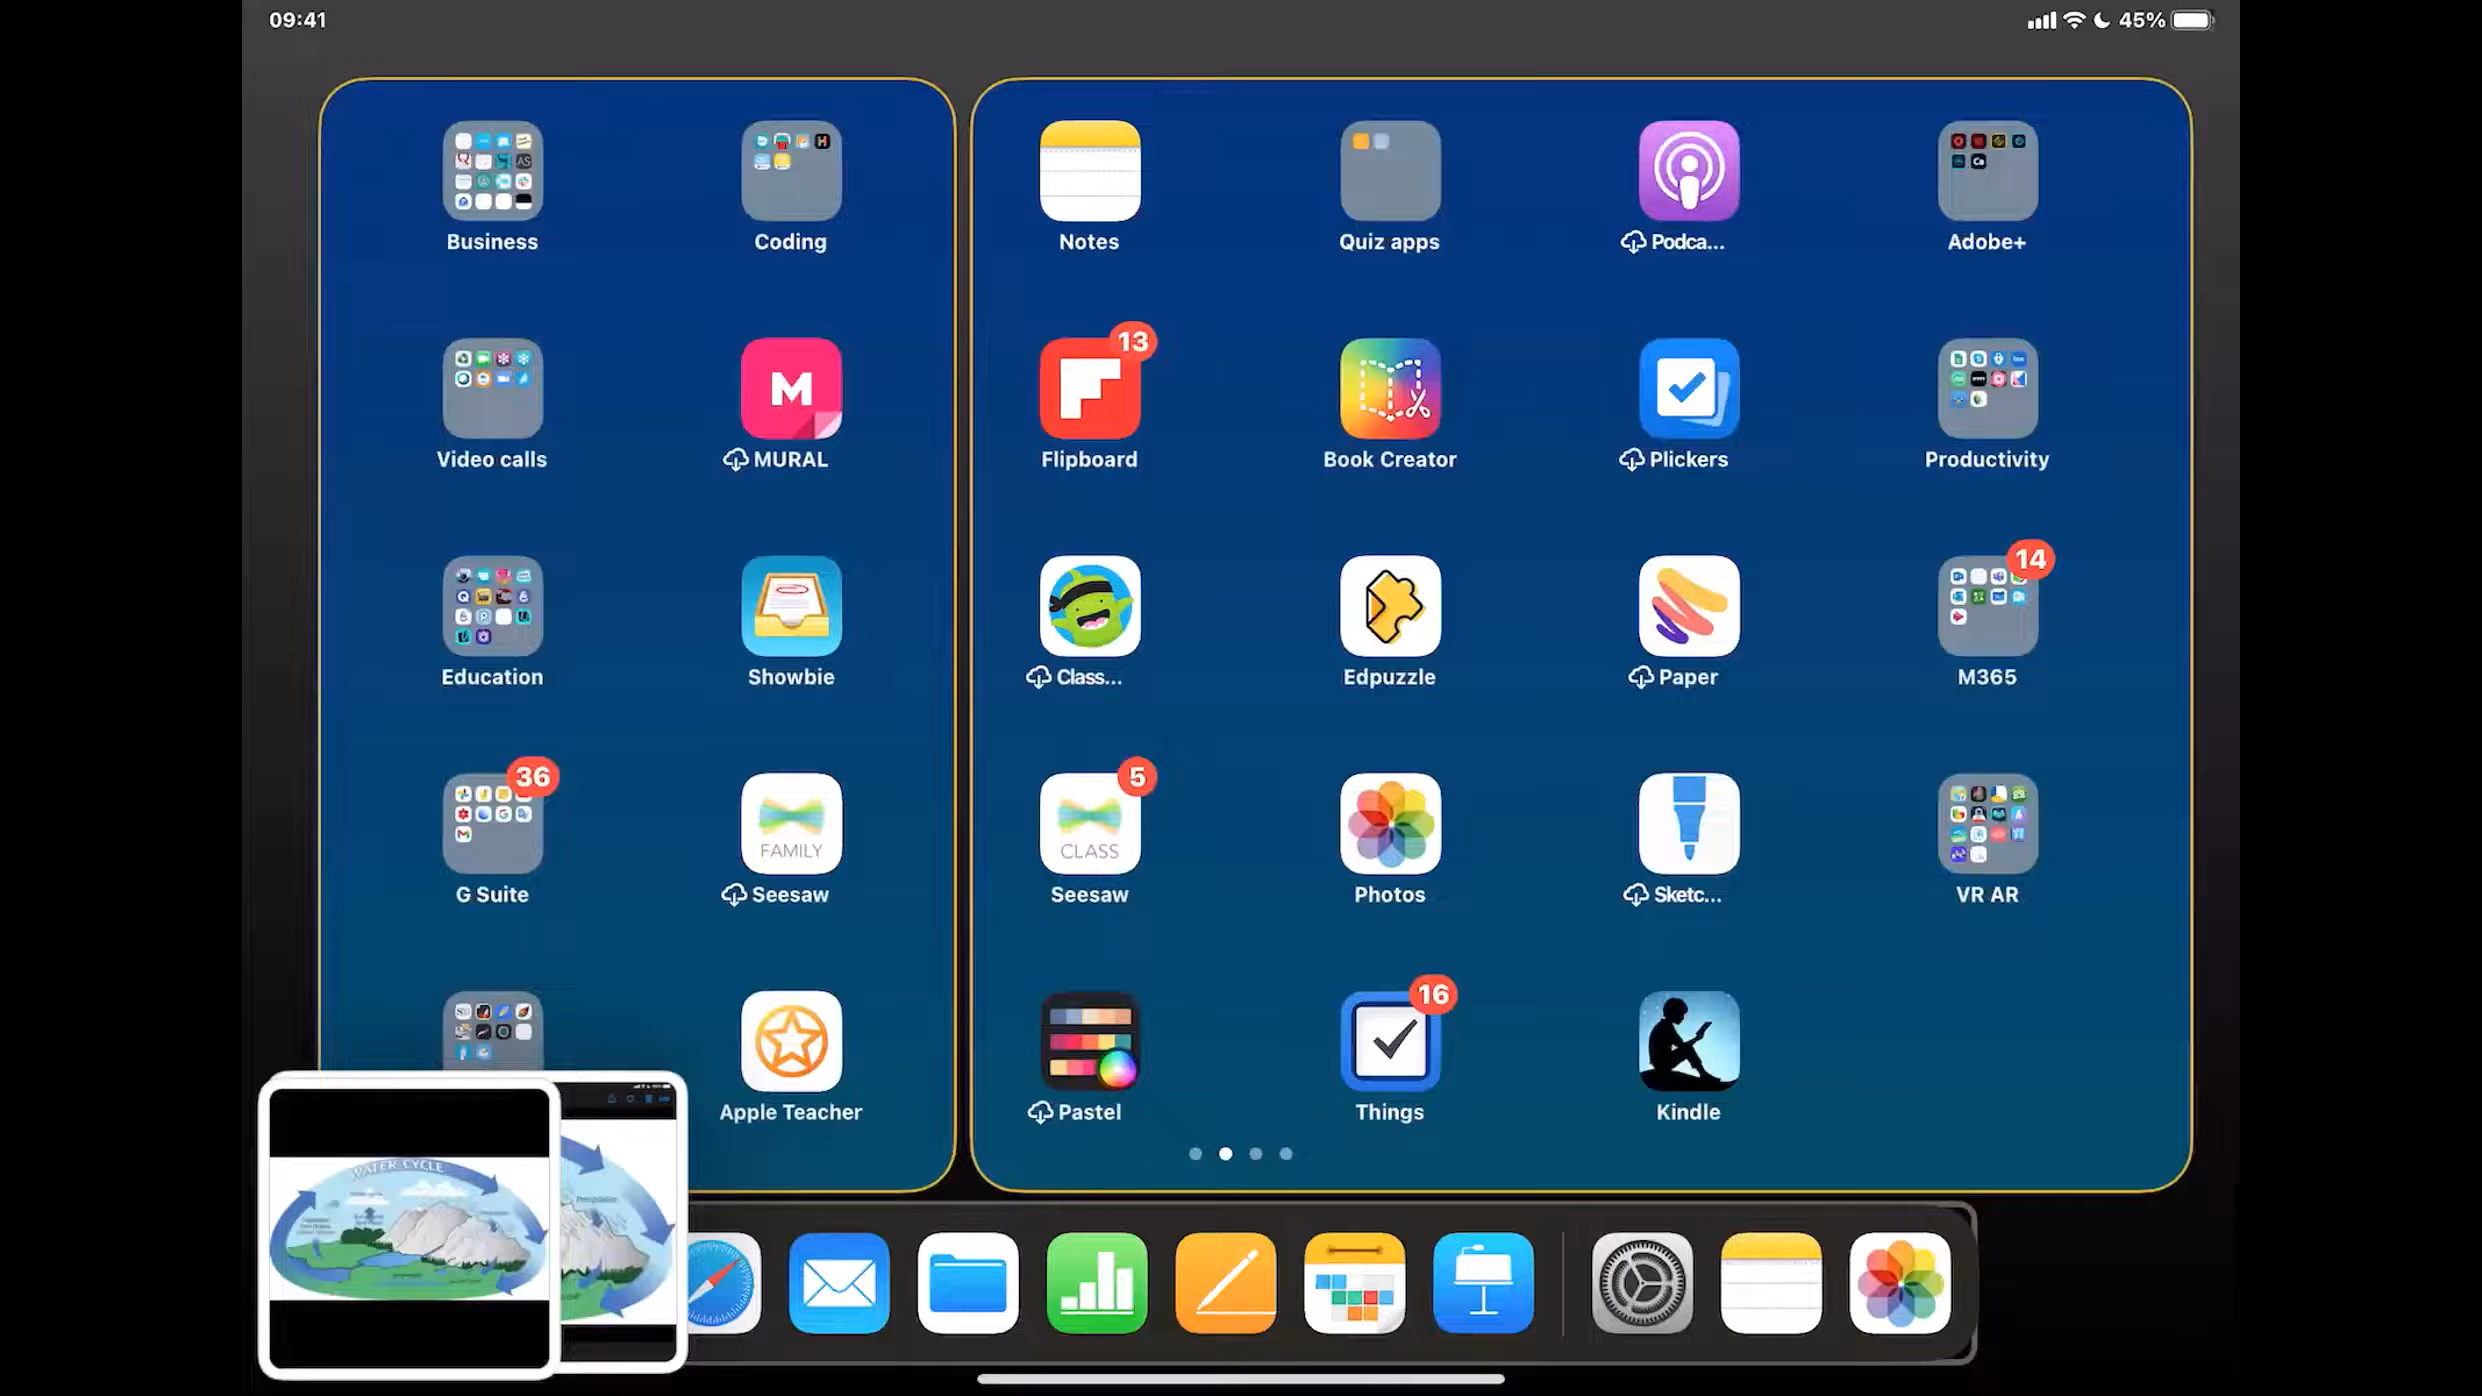 09:41
45%
Business
Coding
Notes
Quiz apps
Podca...
Adobe+
13
M
Video calls
MURAL
Flipboard
Book Creator
Plickers
Productivity
14
Education
Showbie
Class...
Edpuzzle
Paper
M365
36
5
FAMILY
CLASS
G Suite
Seesaw
Seesaw
Photos
Sketc...
VR AR
16
Apple Teacher
Pastel
Things
Kindle
WATER CYCLE
Precipitation